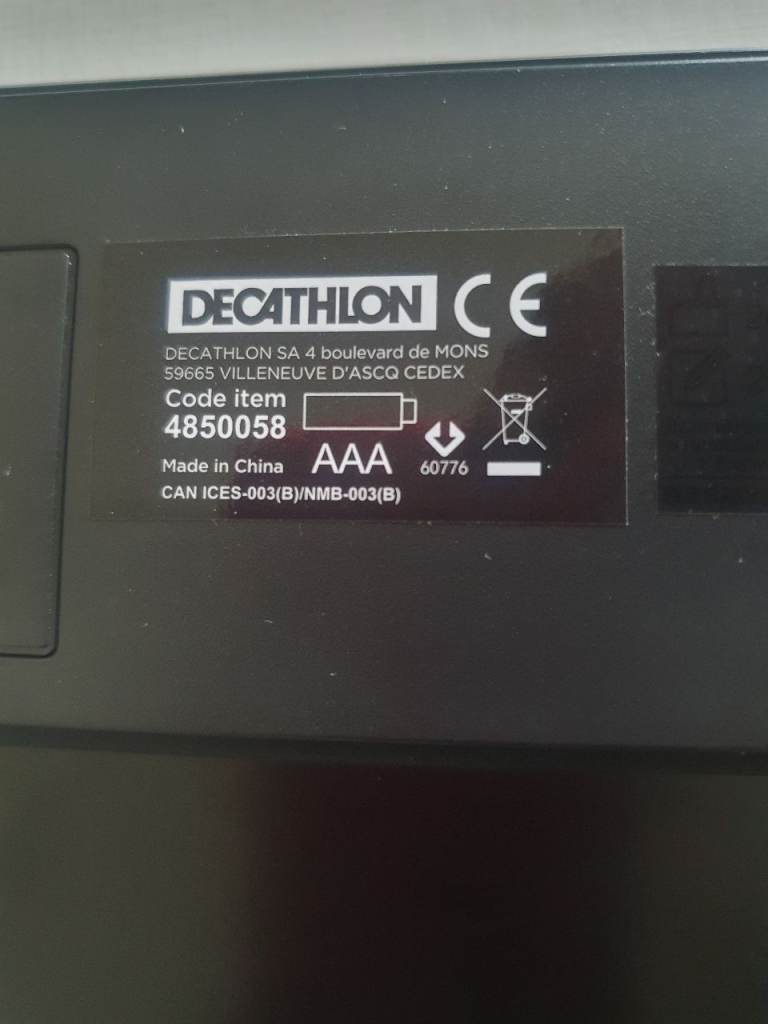 DECATHLON CE
DECATHLON SA 4 boulevard de MONS
59665 VILLENEUVE D'ASCQ CEDEX
Code item
4850058
AAA
60776
Made in China
CAN ICES-003(B)/NMB-003(B)